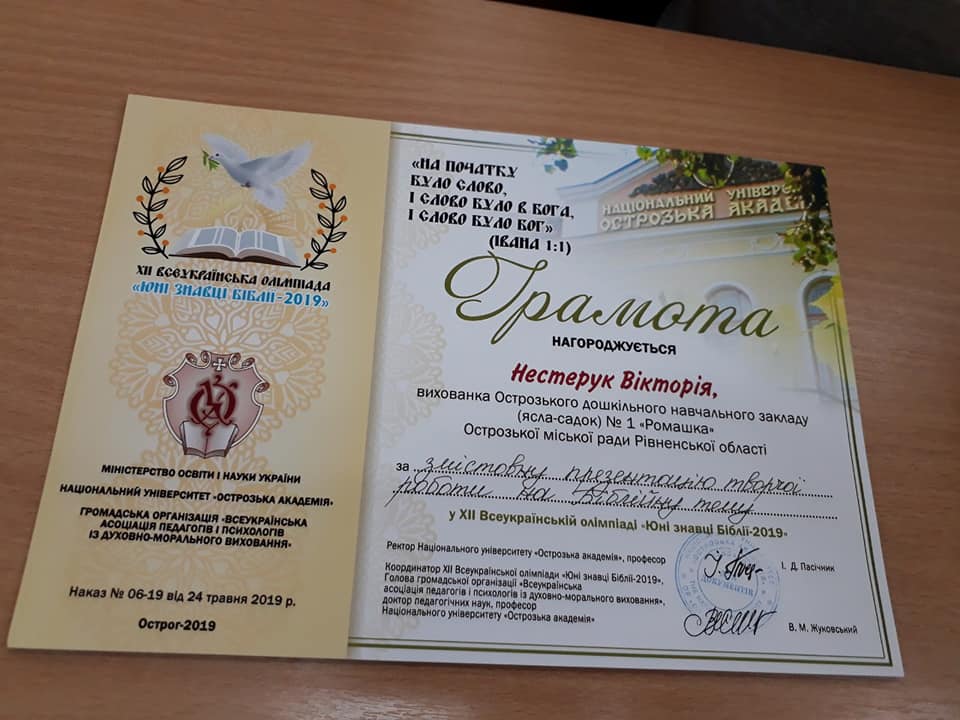 XII ВСЕУКРАЇНСЬКА ОЛІМПІАДА
«ЮНІ ЗНАВЦІ БІБЛІЇ-2019»
МІНІСТЕРСТВО ОСВІТИ І НАУКИ УКРАЇНИ
НАЦІОНАЛЬНИЙ УНІВЕРСИТЕТ «ОСТРОЗЬКА АКАДЕМІЯ»
ГРОМАДСЬКА ОРГАНІЗАЦІЯ «ВСЕУКРАЇНСЬКА
АСОЦІАЦІЯ ПЕДАГОГІВ І ПСИХОЛОГІВ
ІЗ ДУХОВНО-МОРАЛЬНОГО ВИХОВАННЯ»
Наказ № 06-19 від 24 травня 2019 р.
Острог-2019
«НА ПОЧАТКУ
БУЛО СЛОВО,
І СЛОВО БУЛО В БОГА,
І СЛОВО БУЛО БОГ»
(ІВАНА 1:1)
НАЦІОНАЛЬНИЙ УНІВЕР
ОСТРОЗЬКА АКАДЕ
Грамота
НАГОРОДЖУЄТЬСЯ
Нестерук Вікторія,
вихованка Острозького дошкільного навчального закладу
(ясла-садок) № 1 «Ромашка»
Острозької міської ради Рівненської області
за змістовну презентацію творчої
роботи на Біблійну тему
у XII Всеукраїнській олімпіаді «Юні знавці Біблії-2019»
Ректор Національного університету «Острозька академія», професор
І. Д. Пасічник
Координатор XII Всеукраїнської олімпіади «Юні знавці Біблії-2019»,
Голова громадської організації «Всеукраїнська
асоціація педагогів і психологів із духовно-морального виховання»,
доктор педагогічних наук, професор
Національного університету «Острозька академія»
В. М. Жуковський
ДОКУМЕНТІВ